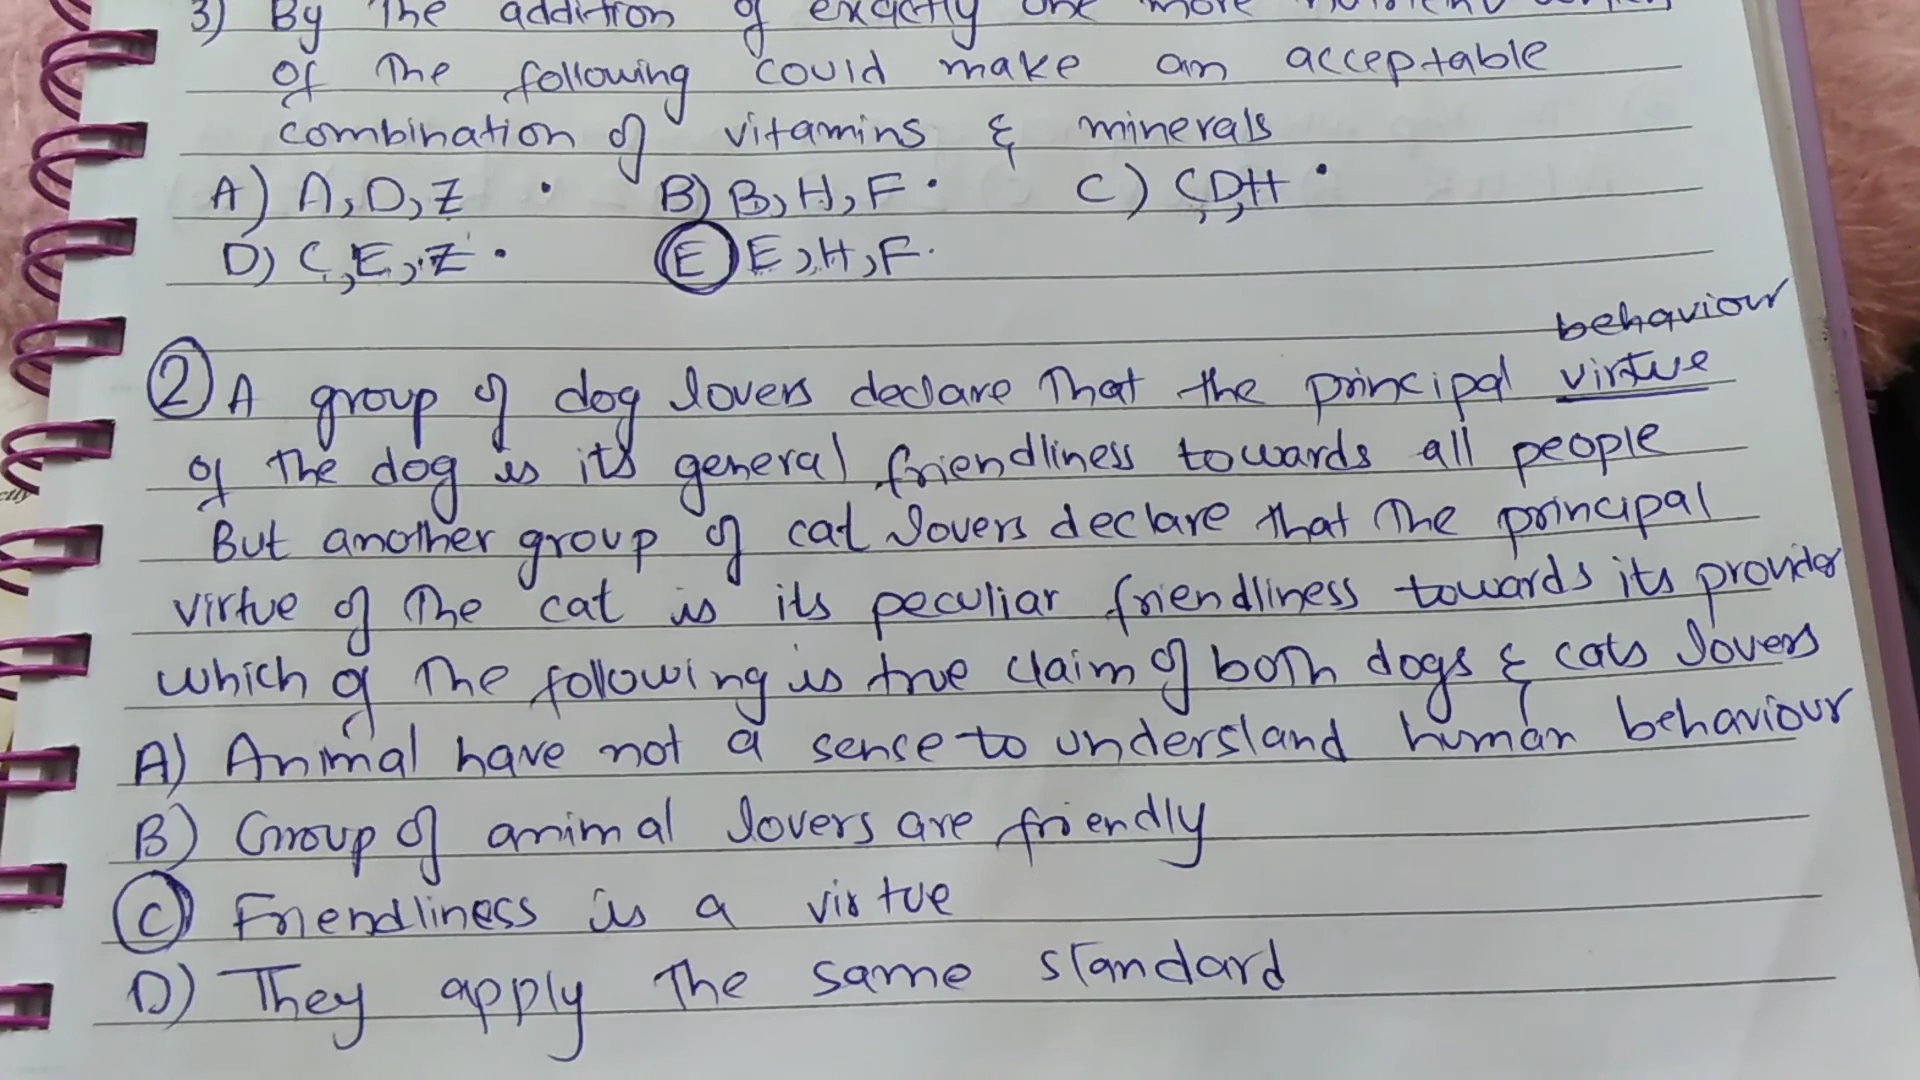 3) By the addition of exactly one more
of the following could make an acceptable
combination of vitamins & minerals
A) A, D, Z • B) B, H, F • C) C, D, H •
D) C, E, Z • E) E, H, F.
behaviour
② A group of dog lovers declare that the principal virtue
of the dog is its general friendliness towards all people
But another group of cat lovers declare that the principal
virtue of the cat is its peculiar friendliness towards its provider
which of the following is true claim of both dogs & cats lovers
A) Animal have not a sense to understand human behaviour
B) Group of animal lovers are friendly
C) Friendliness is a virtue
D) They apply the same standard